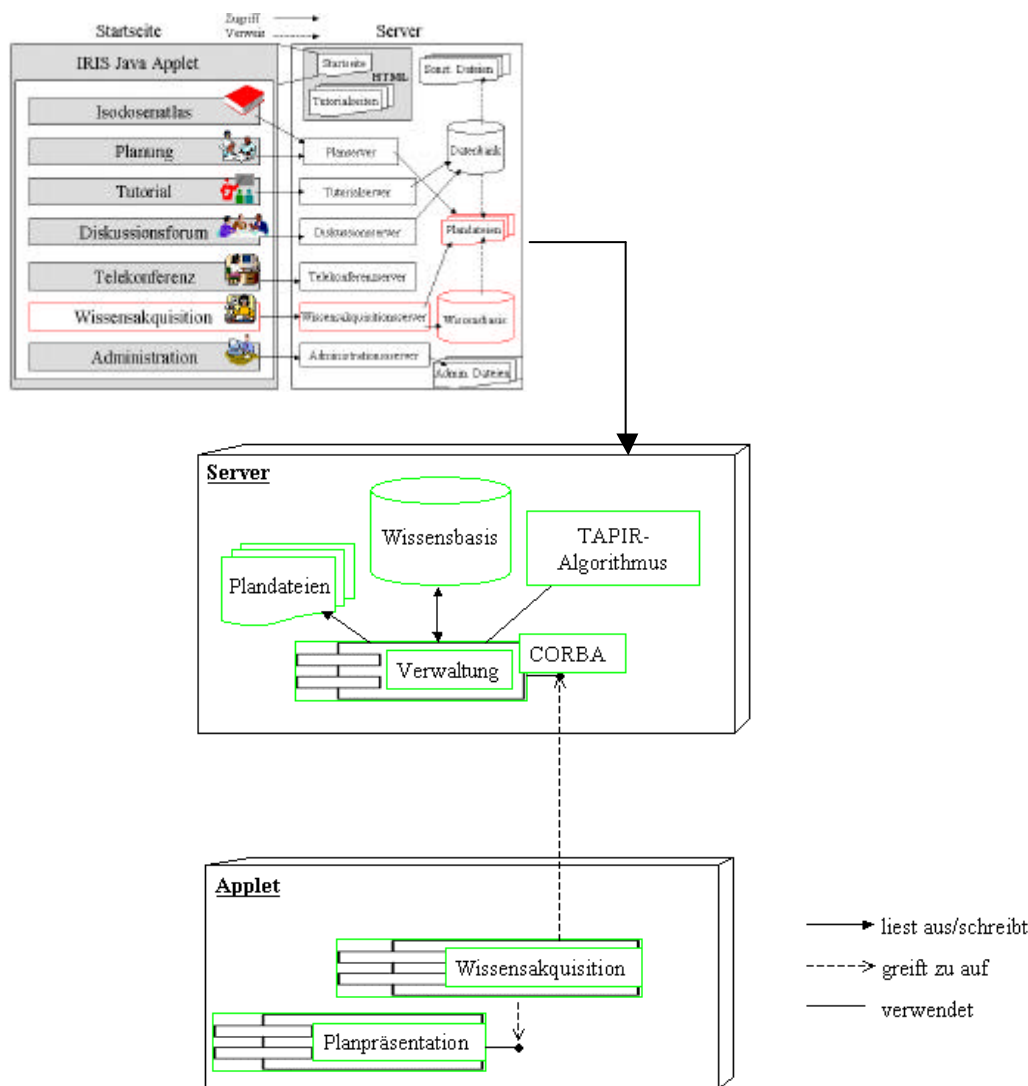 Zugriff
Verweis
Startseite
Server
IRIS Java Applet
Startseite
HTML
Tutorialseiten
Sonst. Dateien
Isodosenatlas
Planung
Planserver
Datenbank
Tutorial
Tutorialserver
Diskussionsforum
Diskussionsserver
Plandateien
Telekonferenz
Telekonferenzserver
Wissensakquisition
Wissensakquisitionsserver
Wissensbasis
Administration
Administrationsserver
Admin. Dateien
Server
Wissensbasis
TAPIR-
Algorithmus
Plandateien
Verwaltung
CORBA
Applet
Wissensakquisition
Planpräsentation
liest aus/schreibt
greift zu auf
verwendet